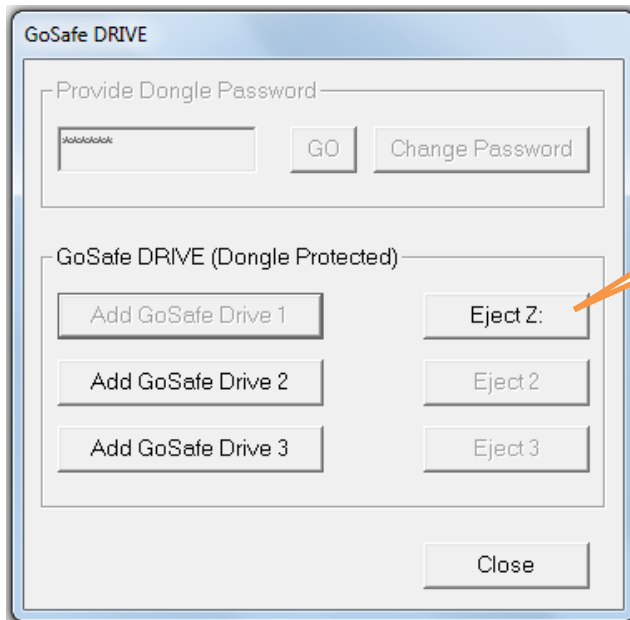 GoSafe DRIVE
Provide Dongle Password
******* GO Change Password
GoSafe DRIVE (Dongle Protected)
Add GoSafe Drive 1 Eject Z:
Add GoSafe Drive 2 Eject 2
Add GoSafe Drive 3 Eject 3
Close